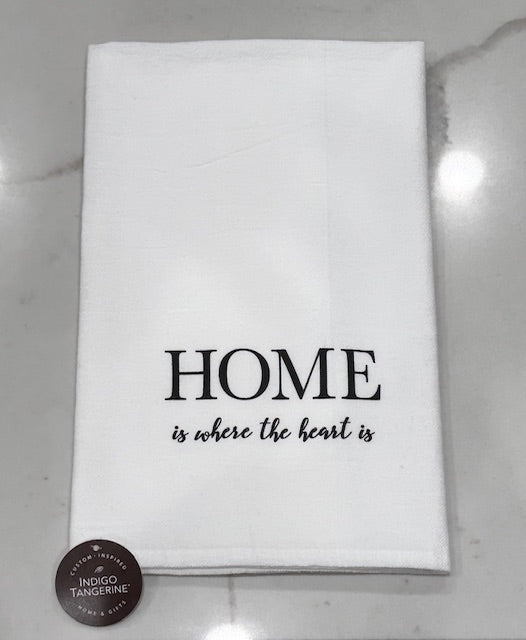 HOME
is where the heart is
CUSTOM · INSPIRED
INDIGO
TANGERINE
HOME & GIFTS